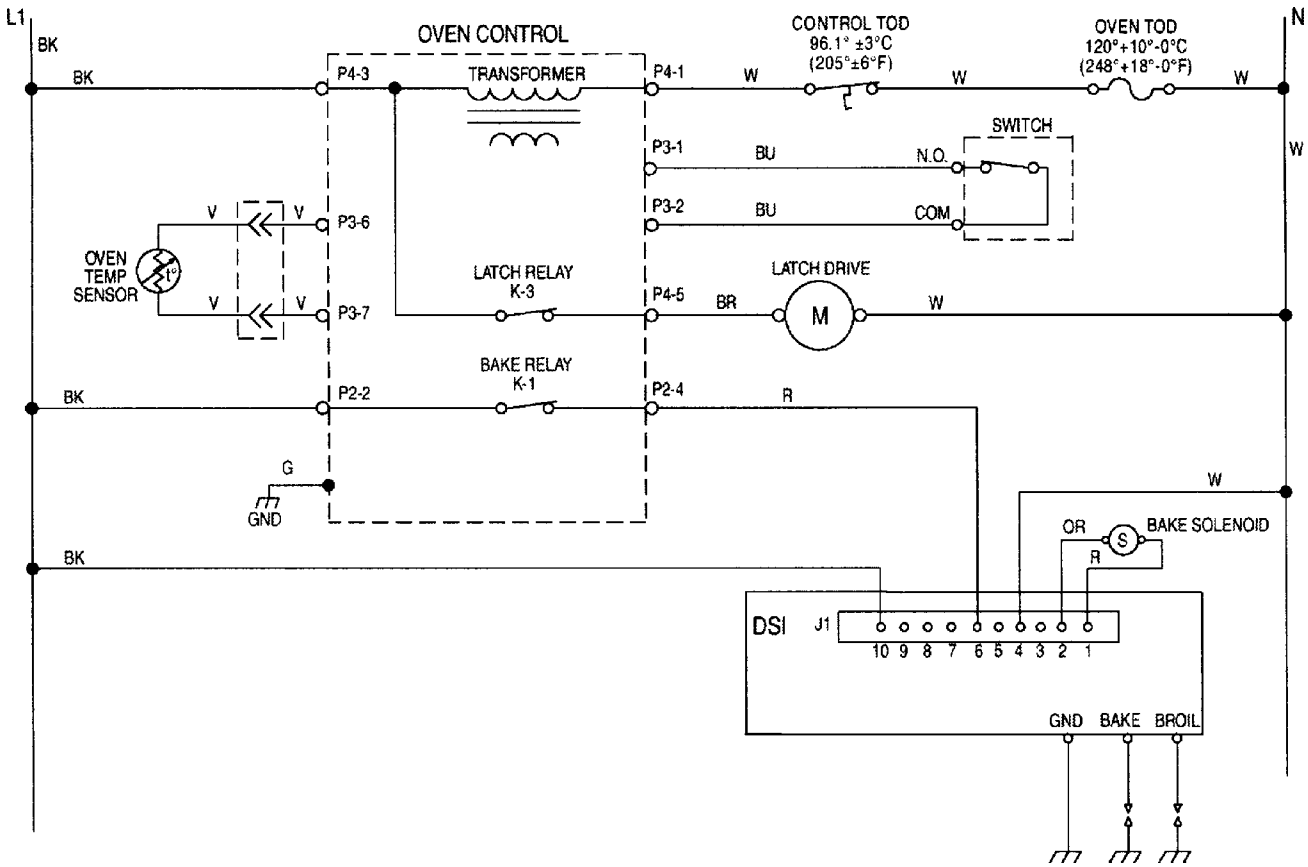 L1
N
BK
OVEN CONTROL
CONTROL TOD
96.1° ±3°C
(205°±6°F)
OVEN TOD
120°+10°-0°C
(248°+18°-0°F)
BK
P4-3
TRANSFORMER
P4-1
W
W
W
SWITCH
P3-1
BU
N.O.
W
V
V
P3-6
P3-2
BU
COM
OVEN
TEMP
SENSOR
t°
LATCH RELAY
K-3
LATCH DRIVE
V
V
P3-7
P4-5
BR
M
W
BAKE RELAY
K-1
BK
P2-2
P2-4
R
G
GND
W
OR
S
BAKE SOLENOID
R
BK
DSI
J1
10 9 8 7 6 5 4 3 2 1
GND BAKE BROIL